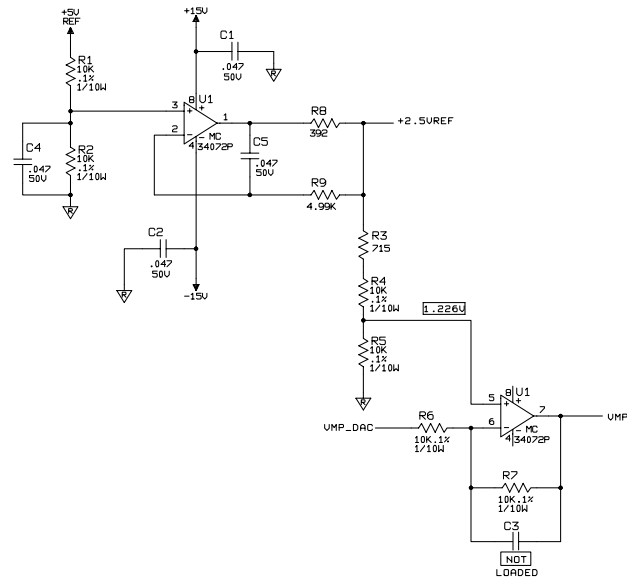 +5V
REF
+15V
C1
.047
50V
R
R1
10K
.1%
1/10W
8
U1
+
3
+
1
2
-
4
-
MC
34072P
R8
392
+2.5VREF
C4
.047
50V
R2
10K
.1%
1/10W
R
C5
.047
50V
R9
4.99K
C2
.047
50V
R
-15V
R3
715
R4
10K
.1%
1/10W
1.226V
R5
10K
.1%
1/10W
R
8
U1
+
5
+
7
VMP
6
-
4
-
MC
34072P
VMP_DAC
R6
10K.1%
1/10W
R7
10K.1%
1/10W
C3
NOT
LOADED